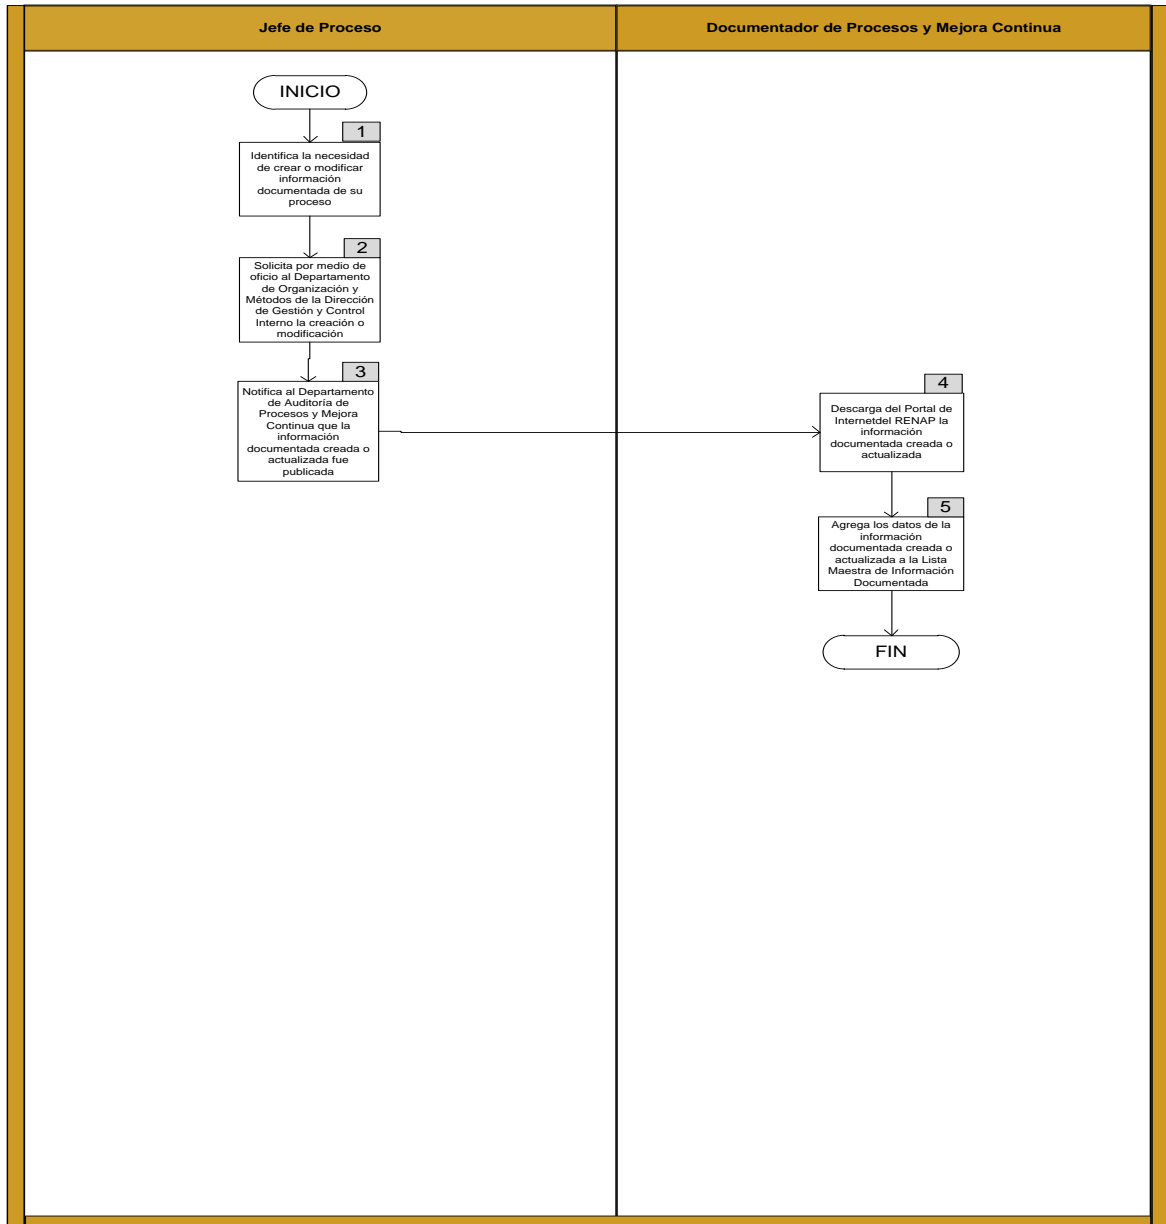 Jefe de Proceso
Documentador de Procesos y Mejora Continua
INICIO
1
Identifica la necesidad
de crear o modificar
información
documentada de su
proceso
2
Solicita por medio de
oficio al Departamento
de Organización y
Métodos de la Dirección
de Gestión y Control
Interno la creación o
modificación
3
Notifica al Departamento
de Auditoría de
Procesos y Mejora
Continua que la
información
documentada creada o
actualizada fue
publicada
4
Descarga del Portal de
Internetdel RENAP la
información
documentada creada o
actualizada
5
Agrega los datos de la
información
documentada creada o
actualizada a la Lista
Maestra de Información
Documentada
FIN